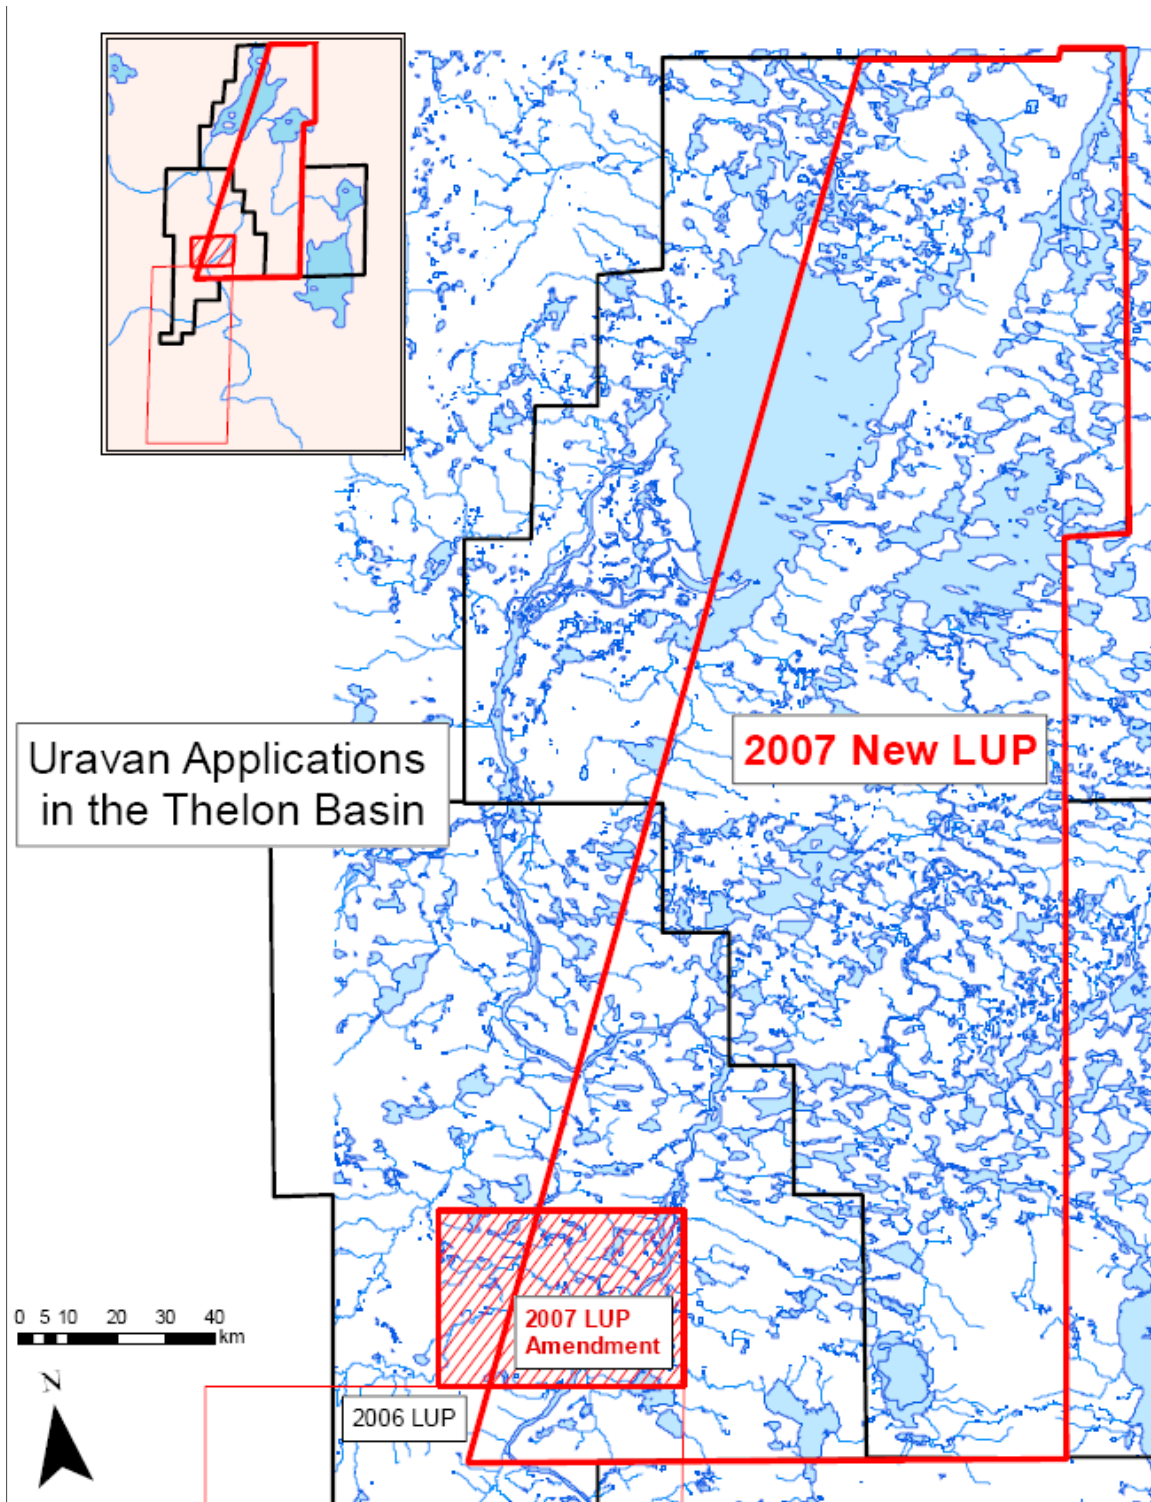 Uravan Applications
in the Thelon Basin
2007 New LUP
2007 LUP
Amendment
2006 LUP
0 5 10 20 30 40
km
N